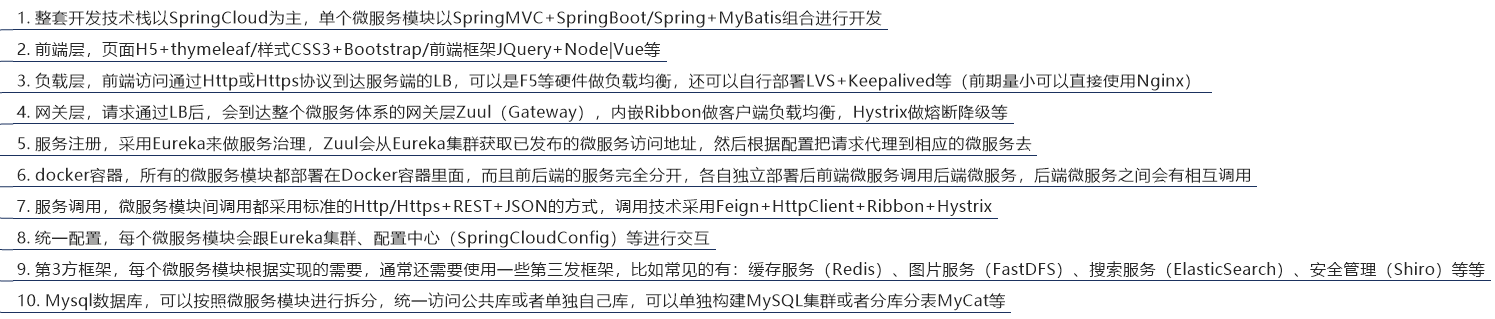 1. 整套开发技术栈以SpringCloud为主，单个微服务模块以SpringMVC+SpringBoot/Spring+MyBatis组合进行开发
2. 前端层，页面H5+thymeleaf/样式CSS3+Bootstrap/前端框架JQuery+Node|Vue等
3. 负载层，前端访问通过Http或Https协议到达服务端的LB，可以是F5等硬件做负载均衡，还可以自行部署LVS+Keepalived等（前期量小可以直接使用Nginx）
4. 网关层，请求通过LB后，会到达整个微服务体系的网关层Zuul（Gateway），内嵌Ribbon做客户端负载均衡，Hystrix做熔断降级等
5. 服务注册，采用Eureka来做服务治理，Zuul会从Eureka集群获取已发布的微服务访问地址，然后根据配置把请求代理到相应的微服务去
6. docker容器，所有的微服务模块都部署在Docker容器里面，而且前后端的服务完全分开，各自独立部署后前端微服务调用后端微服务，后端微服务之间会有相互调用
7. 服务调用，微服务模块间调用都采用标准的Http/Https+REST+JSON的方式，调用技术采用Feign+HttpClient+Ribbon+Hystrix
8. 统一配置，每个微服务模块会跟Eureka集群、配置中心（SpringCloudConfig）等进行交互
9. 第3方框架，每个微服务模块根据实现的需要，通常还需要使用一些第三发框架，比如常见的有：缓存服务（Redis）、图片服务（FastDFS）、搜索服务（ElasticSearch）、安全管理（Shiro）等等
10. Mysql数据库，可以按照微服务模块进行拆分，统一访问公共库或者单独自己库，可以单独构建MySQL集群或者分库分表MyCat等